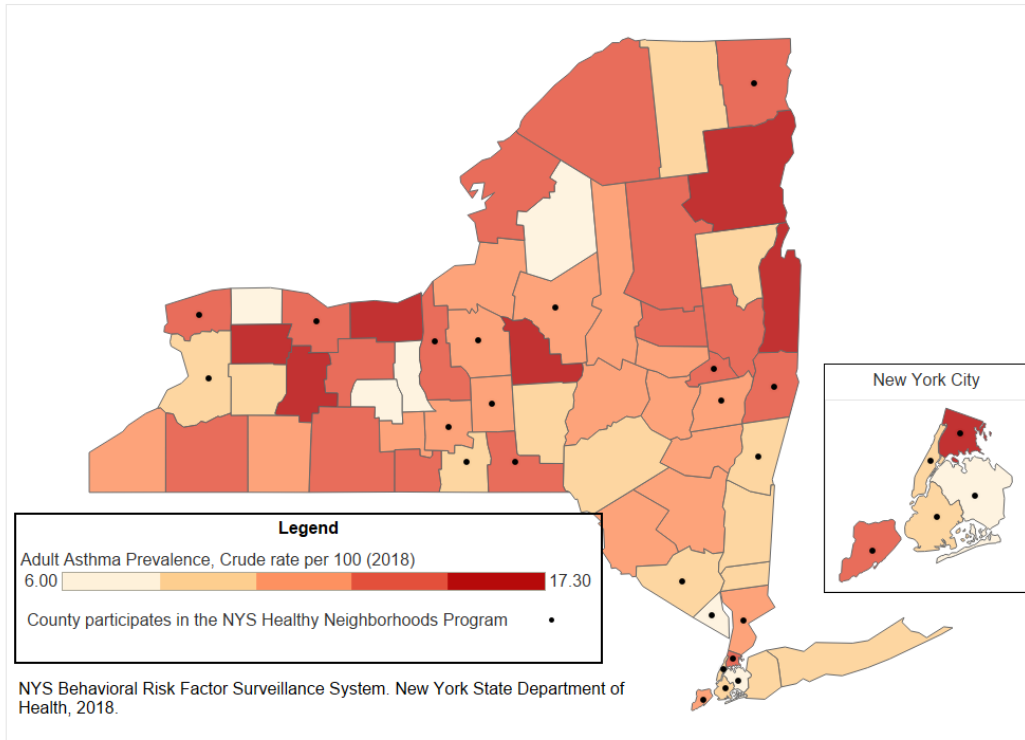 New York City
Legend
Adult Asthma Prevalence, Crude rate per 100 (2018)
6.00 17.30
County participates in the NYS Healthy Neighborhoods Program
NYS Behavioral Risk Factor Surveillance System. New York State Department of
Health, 2018.